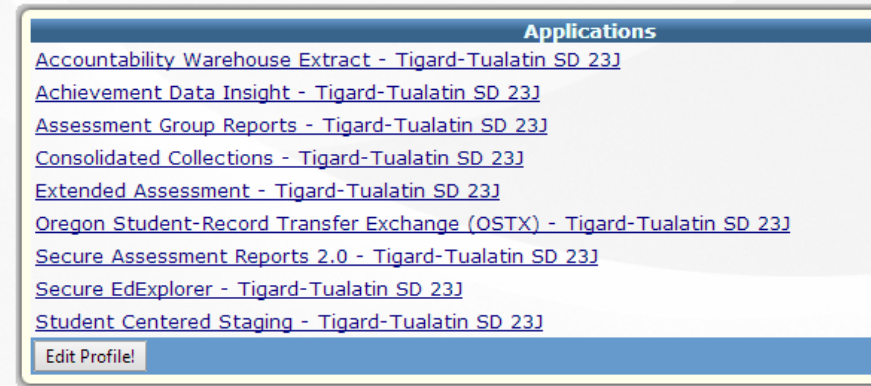 Applications
Accountability Warehouse Extract - Tigard-Tualatin SD 23J
Achievement Data Insight - Tigard-Tualatin SD 23J
Assessment Group Reports - Tigard-Tualatin SD 23J
Consolidated Collections - Tigard-Tualatin SD 23J
Extended Assessment - Tigard-Tualatin SD 23J
Oregon Student-Record Transfer Exchange (OSTX) - Tigard-Tualatin SD 23J
Secure Assessment Reports 2.0 - Tigard-Tualatin SD 23J
Secure EdExplorer - Tigard-Tualatin SD 23J
Student Centered Staging - Tigard-Tualatin SD 23J
Edit Profile!